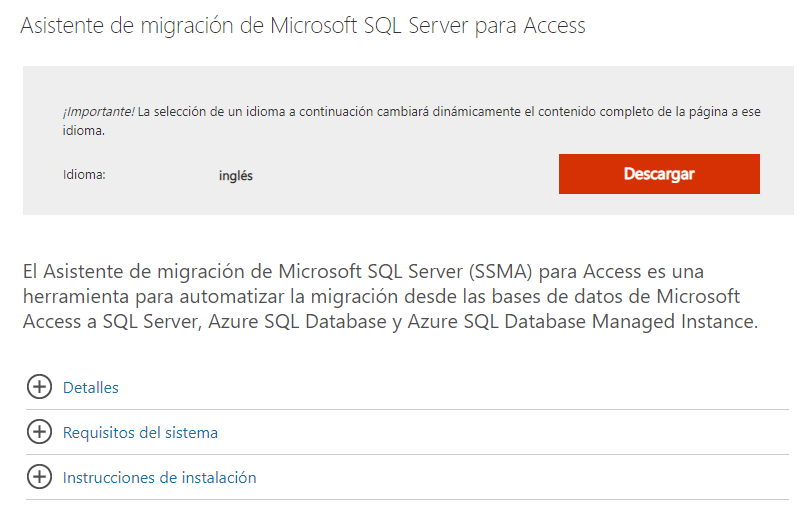 Asistente de migración de Microsoft SQL Server para Access
¡Importante! La selección de un idioma a continuación cambiará dinámicamente el contenido completo de la página a ese
idioma.
Idioma:
inglés
Descargar
El Asistente de migración de Microsoft SQL Server (SSMA) para Access es una
herramienta para automatizar la migración desde las bases de datos de Microsoft
Access a SQL Server, Azure SQL Database y Azure SQL Database Managed Instance.
Detalles
Requisitos del sistema
Instrucciones de instalación